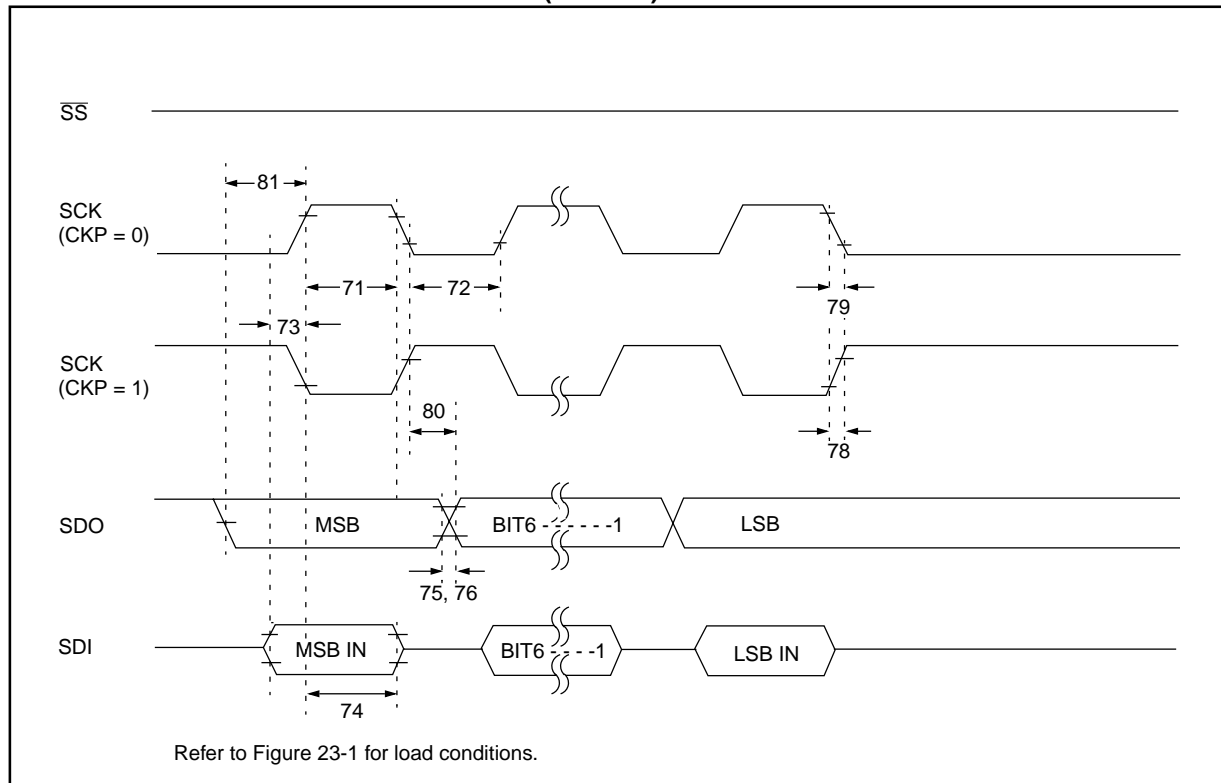 SS
81
SCK
(CKP = 0)
71
72
79
73
SCK
(CKP = 1)
80
78
SDO
MSB
BIT6 - - - - - -1
LSB
75, 76
SDI
MSB IN
BIT6 - - - -1
LSB IN
74
Refer to Figure 23-1 for load conditions.